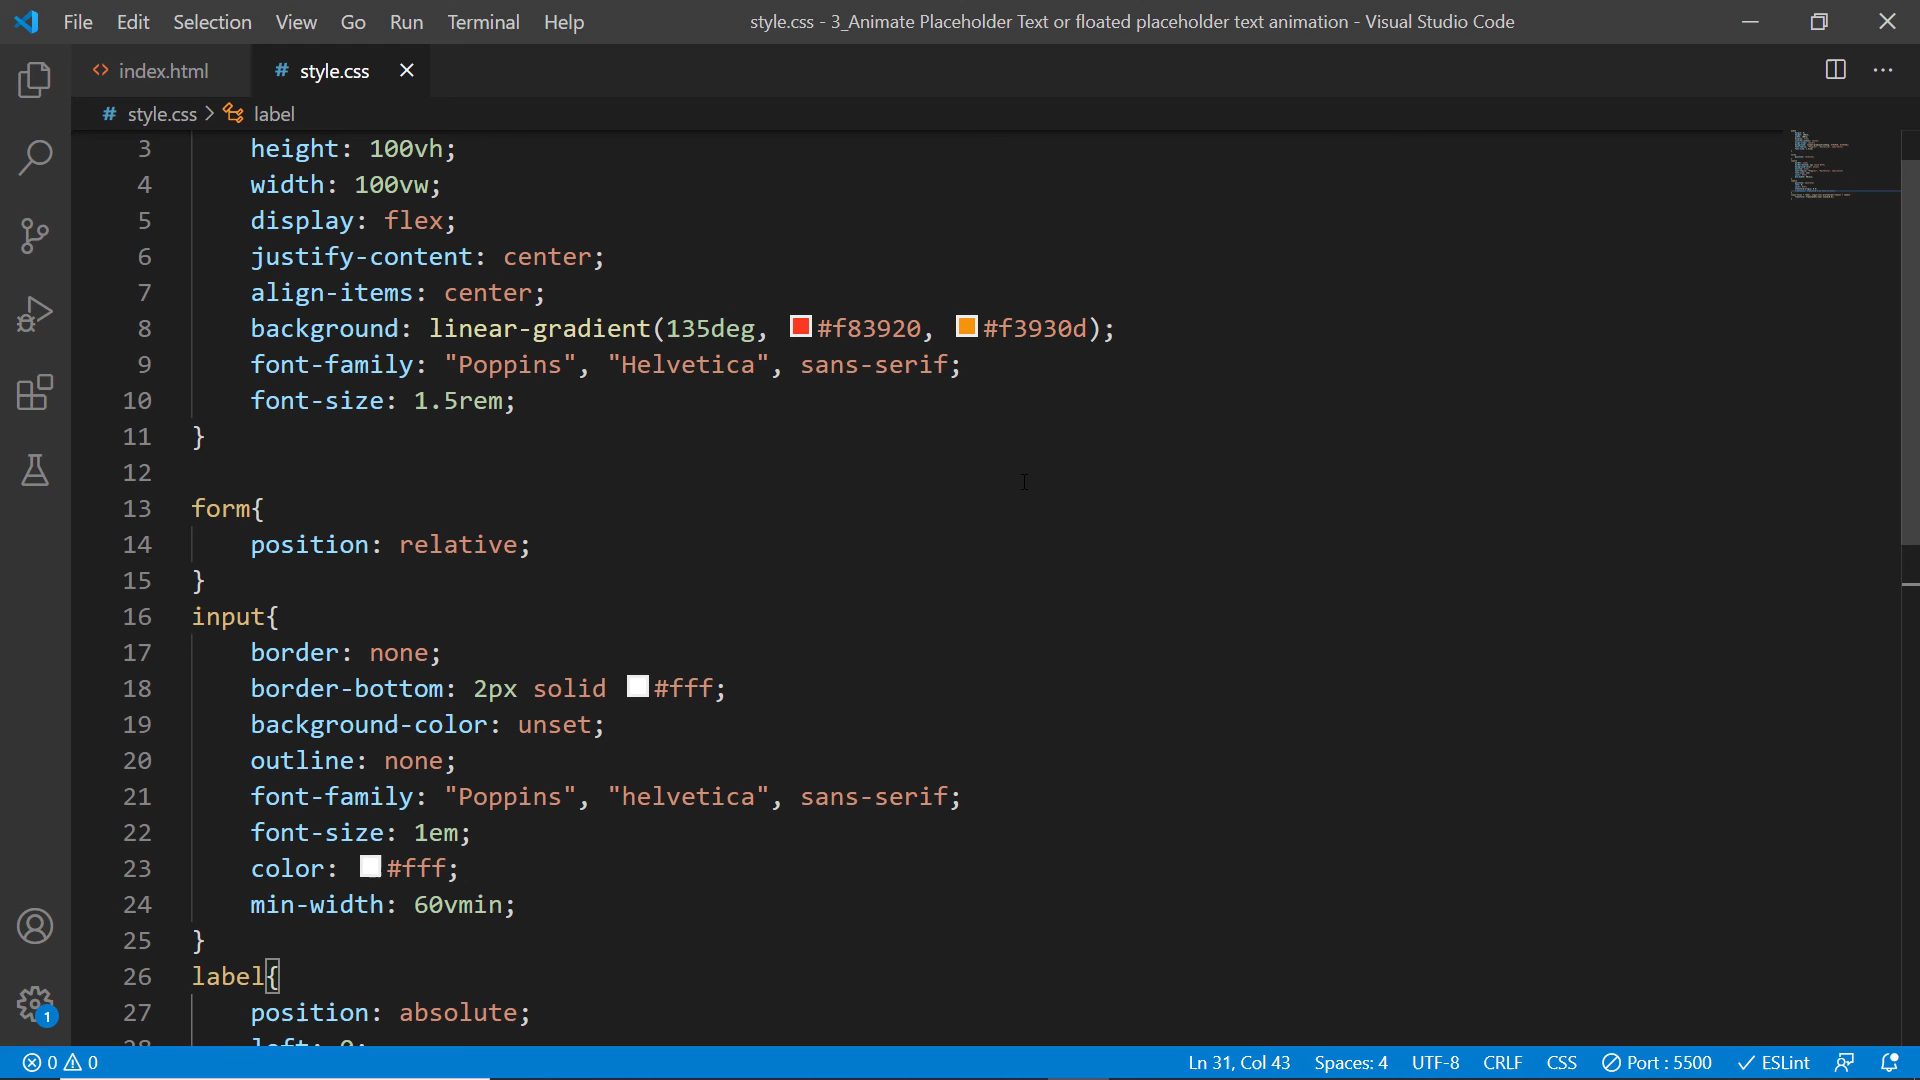 File Edit Selection View Go Run Terminal Help style.css - 3_Animate Placeholder Text or floated placeholder text animation - Visual Studio Code
<> index.html # style.css ×
# style.css > label
3 height: 100vh;
4 width: 100vw;
5 display: flex;
6 justify-content: center;
7 align-items: center;
8 background: linear-gradient(135deg, #f83920, #f3930d);
9 font-family: "Poppins", "Helvetica", sans-serif;
10 font-size: 1.5rem;
11 }
12
13 form{
14 position: relative;
15 }
16 input{
17 border: none;
18 border-bottom: 2px solid #fff;
19 background-color: unset;
20 outline: none;
21 font-family: "Poppins", "helvetica", sans-serif;
22 font-size: 1em;
23 color: #fff;
24 min-width: 60vmin;
25 }
26 label{
27 position: absolute;
28 left: 0;
1
0 0 Ln 31, Col 43 Spaces: 4 UTF-8 CRLF CSS Port : 5500 ESLint